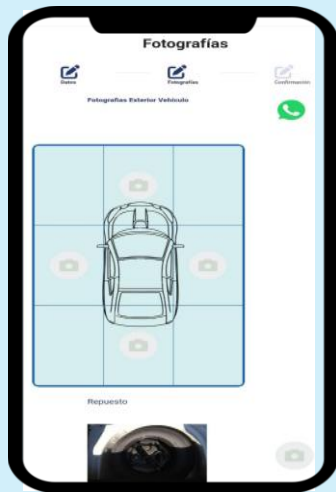 Fotografías
Datos
Fotografías
Confirmación
Fotografías Exterior Vehículo
Repuesto